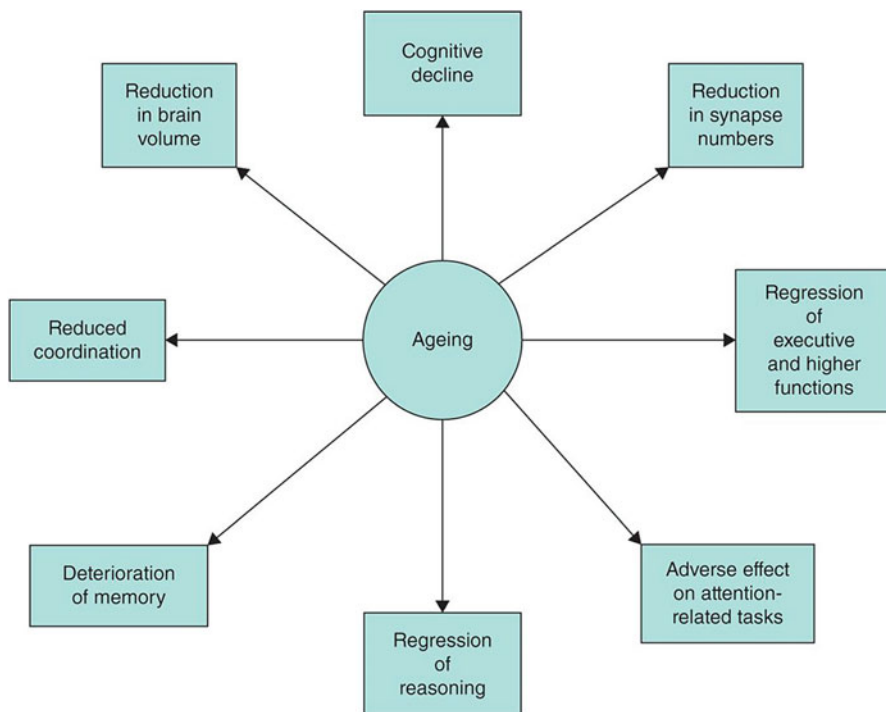 Cognitive
decline
Reduction
in brain
volume
Reduction
in synapse
numbers
Reduced
coordination
Ageing
Regression
of
executive
and higher
functions
Deterioration
of memory
Regression
of
reasoning
Adverse effect
on attention-
related tasks